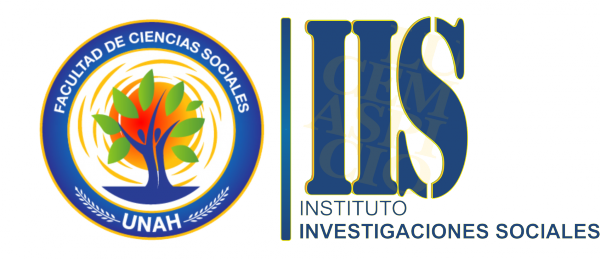 FACULTAD DE CIENCIAS SOCIALES
UNAH
IIS
INSTITUTO
INVESTIGACIONES SOCIALES